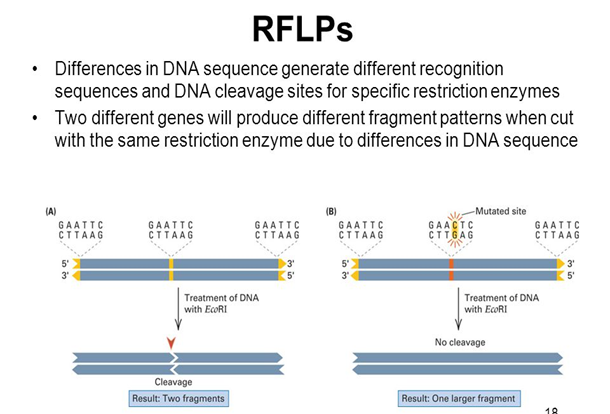 RFLPs
• Differences in DNA sequence generate different recognition
sequences and DNA cleavage sites for specific restriction enzymes
• Two different genes will produce different fragment patterns when cut
with the same restriction enzyme due to differences in DNA sequence
(A)
GAATTC GAATTC GAATTC
CTTAAG CTTAAG CTTAAG
5' 3'
3' 5'
Treatment of DNA
with EcoRI
Cleavage
Result: Two fragments
(B)
Mutated site
GAATTC GAACTC GAATTC
CTTAAG CTTGAG CTTAAG
5' 3'
3' 5'
Treatment of DNA
with EcoRI
No cleavage
Result: One larger fragment
18